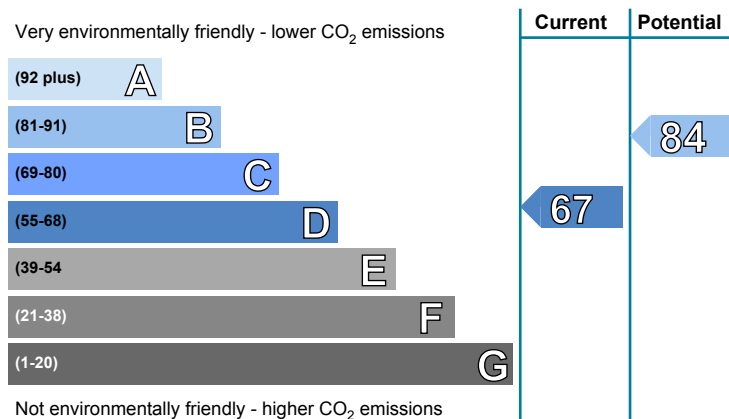 Current Potential
Very environmentally friendly - lower CO2 emissions
(92 plus) A
(81-91) B
84
(69-80) C
(55-68) D
67
(39-54 E
(21-38) F
(1-20) G
Not environmentally friendly - higher CO2 emissions